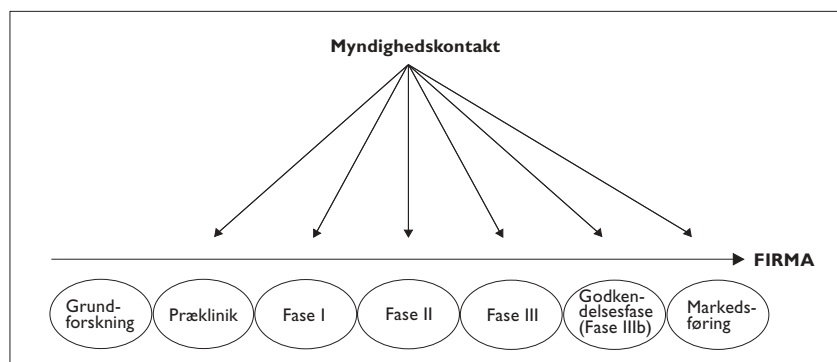 Myndighedskontakt
FIRMA
Grund-
forskning
Præklinik
Fase I
Fase II
Fase III
Godken-
delsesfase
(Fase IIIb)
Markeds-
føring